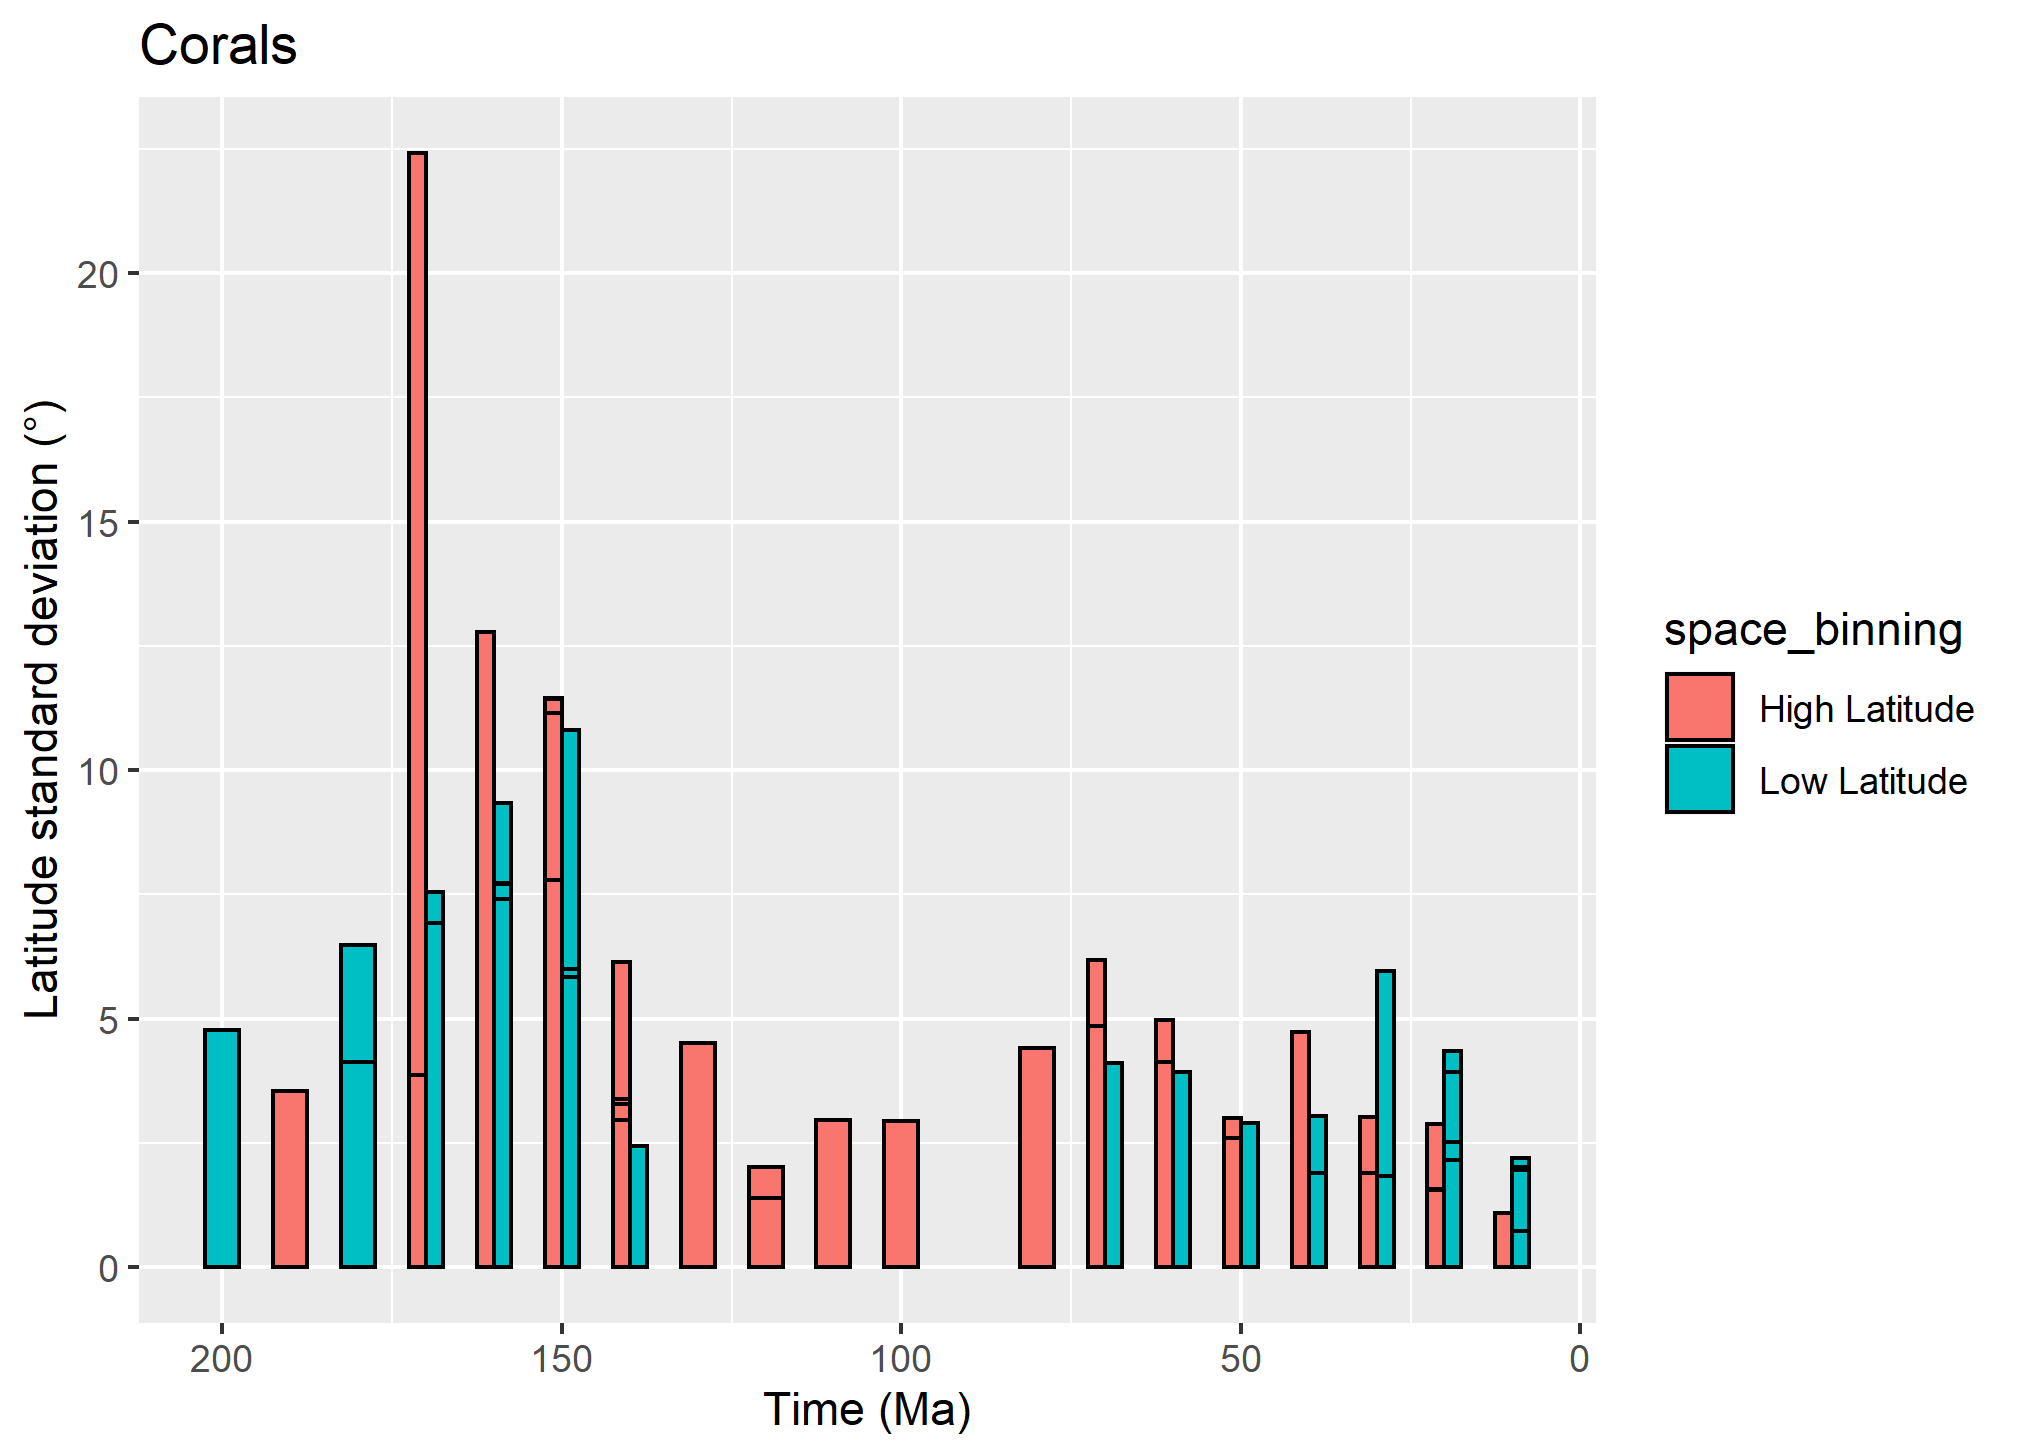 Corals
Latitude standard deviation (°)
20
15
10
5
0
200
150
100
50
0
Time (Ma)
space_binning
High Latitude
Low Latitude